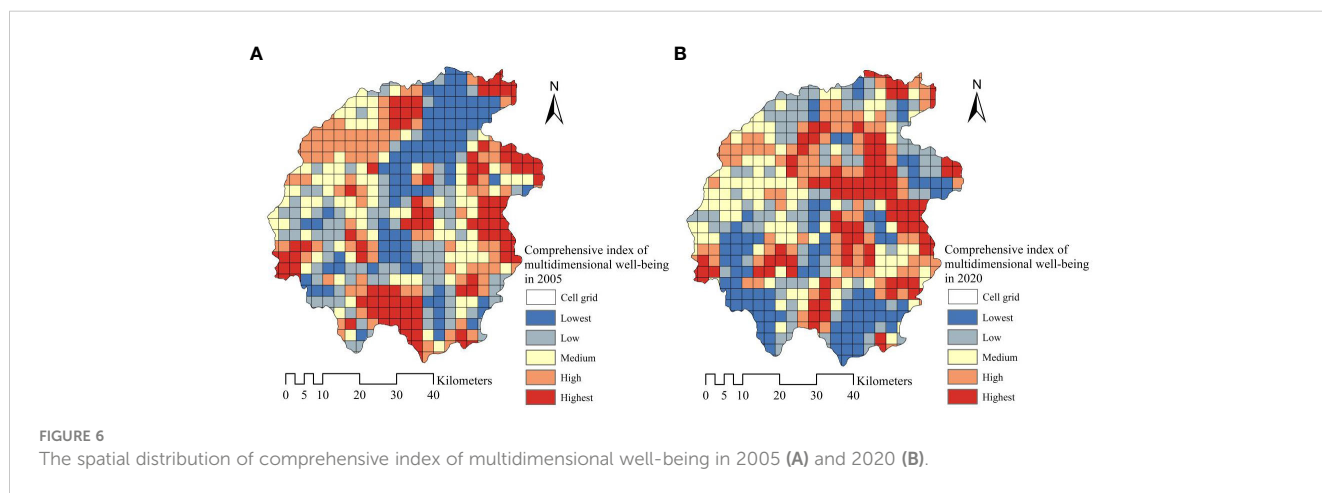 A
N
Comprehensive index of
multidimensional well-being
in 2005
Cell grid
Lowest
Low
Medium
High
Highest
Kilometers
0 5 10 20 30 40
B
N
Comprehensive index of
multidimensional well-being
in 2020
Cell grid
Lowest
Low
Medium
High
Highest
Kilometers
0 5 10 20 30 40
FIGURE 6
The spatial distribution of comprehensive index of multidimensional well-being in 2005 (A) and 2020 (B).